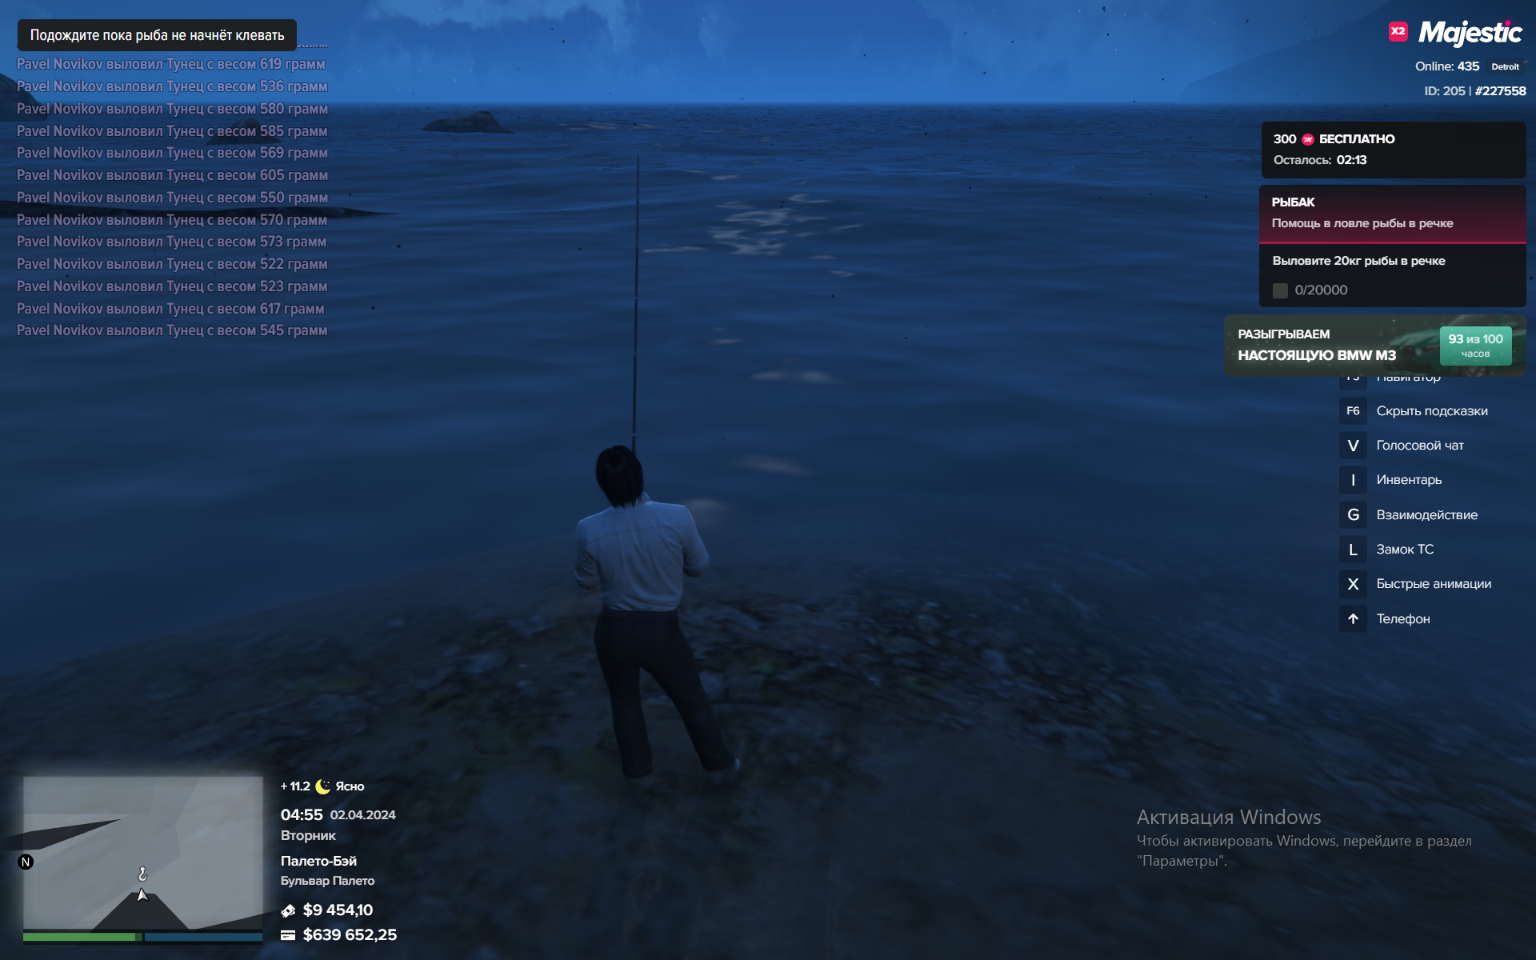 Подождите пока рыба не начнёт клевать
Pavel Novikov выловил Тунец с весом 619 грамм
Pavel Novikov выловил Тунец с весом 536 грамм
Pavel Novikov выловил Тунец с весом 580 грамм
Pavel Novikov выловил Тунец с весом 585 грамм
Pavel Novikov выловил Тунец с весом 569 грамм
Pavel Novikov выловил Тунец с весом 605 грамм
Pavel Novikov выловил Тунец с весом 550 грамм
Pavel Novikov выловил Тунец с весом 570 грамм
Pavel Novikov выловил Тунец с весом 573 грамм
Pavel Novikov выловил Тунец с весом 522 грамм
Pavel Novikov выловил Тунец с весом 523 грамм
Pavel Novikov выловил Тунец с весом 617 грамм
Pavel Novikov выловил Тунец с весом 545 грамм
X2 Majestic
Online: 435 Detroit
ID: 205 | #227558
300 БЕСПЛАТНО
Осталось: 02:13
РЫБАК
Помощь в ловле рыбы в речке
Выловите 20кг рыбы в речке
0/20000
РАЗЫГРЫВАЕМ
НАСТОЯЩУЮ BMW M3
93 из 100
часов
Навигатор
F6 Скрыть подсказки
V Голосовой чат
I Инвентарь
G Взаимодействие
L Замок ТС
X Быстрые анимации
Телефон
N
+11.2 Ясно
04:55 02.04.2024
Вторник
Палето-Бэй
Бульвар Палето
$9 454,10
$639 652,25
Активация Windows
Чтобы активировать Windows, перейдите в раздел
"Параметры".